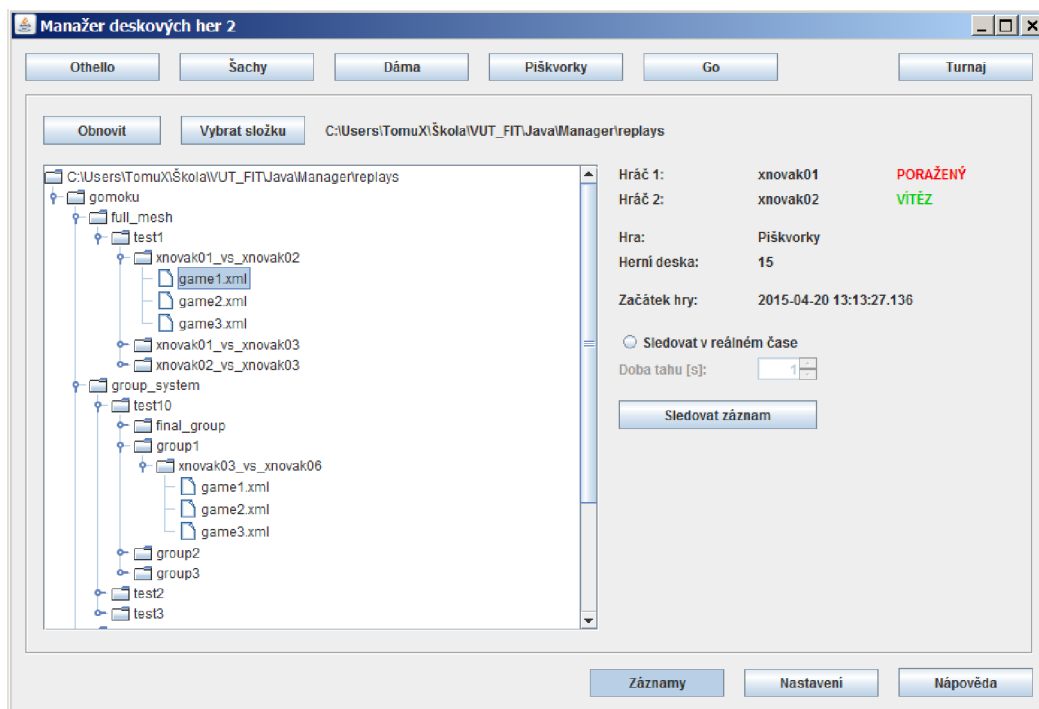 Manažer deskových her 2
Othello Šachy Dáma Piškvorky Go Turnaj
Obnovit Vybrat složku C:\Users\TomuX\Škola\VUT_FIT\Java\Manager\replays
C:\Users\TomuX\Škola\VUT_FIT\Java\Manager\replays
gomoku
full_mesh
test1
xnovak01_vs_xnovak02
game1.xml
game2.xml
game3.xml
xnovak01_vs_xnovak03
xnovak02_vs_xnovak03
group_system
test10
final_group
group1
xnovak03_vs_xnovak06
game1.xml
game2.xml
game3.xml
group2
group3
test2
test3
Hráč 1: xnovak01 PORAŽENÝ
Hráč 2: xnovak02 VÍTĚZ
Hra: Piškvorky
Herní deska: 15
Začátek hry: 2015-04-20 13:13:27.136
Sledovat v reálném čase
Doba tahu [s]: 1
Sledovat záznam
Záznamy Nastavení Nápověda